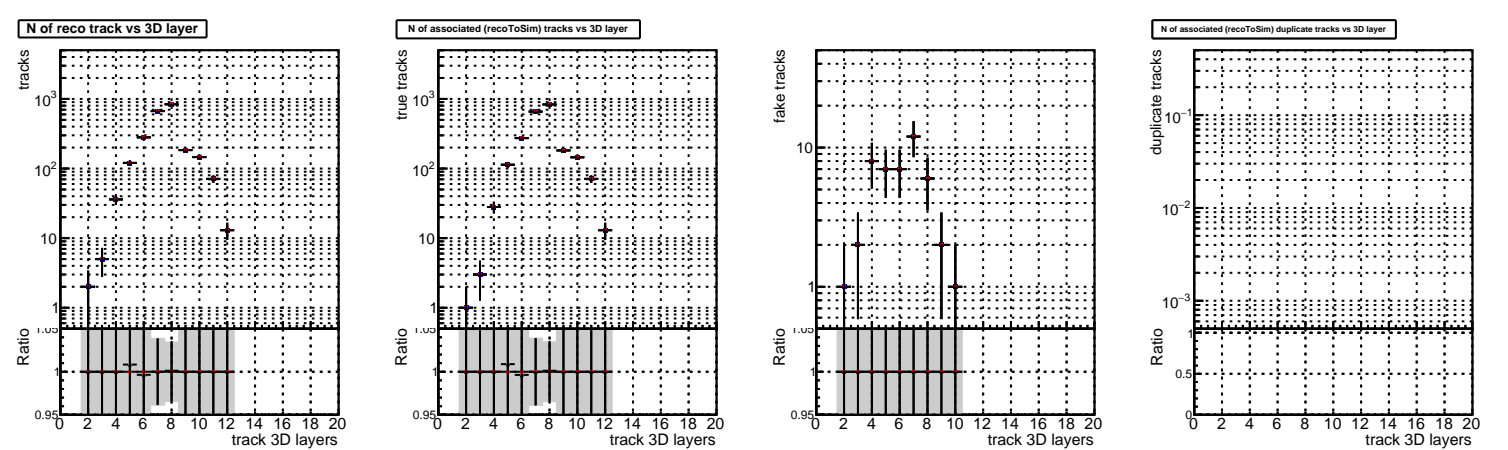 N of reco track vs 3D layer
tracks
10³
10²
10
1
1.05
Ratio
1
0.95
0 2 4 6 8 10 12 14 16 18 20
track 3D layers
N of associated (recoToSim) tracks vs 3D layer
true tracks
10³
10²
10
1
1.05
Ratio
1
0.95
0 2 4 6 8 10 12 14 16 18 20
track 3D layers
fake tracks
10
1
1.05
Ratio
1
0.95
0 2 4 6 8 10 12 14 16 18 20
track 3D layers
N of associated (recoToSim) duplicate tracks vs 3D layer
duplicate tracks
10⁻¹
10⁻²
10⁻³
Ratio
1
0.5
0
0 2 4 6 8 10 12 14 16 18 20
track 3D layers